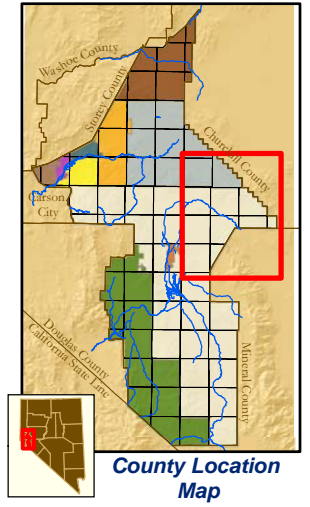 Washoe County
Storey County
Churchill County
Carson
City
Douglas County
California State Line
Mineral County
County Location
Map